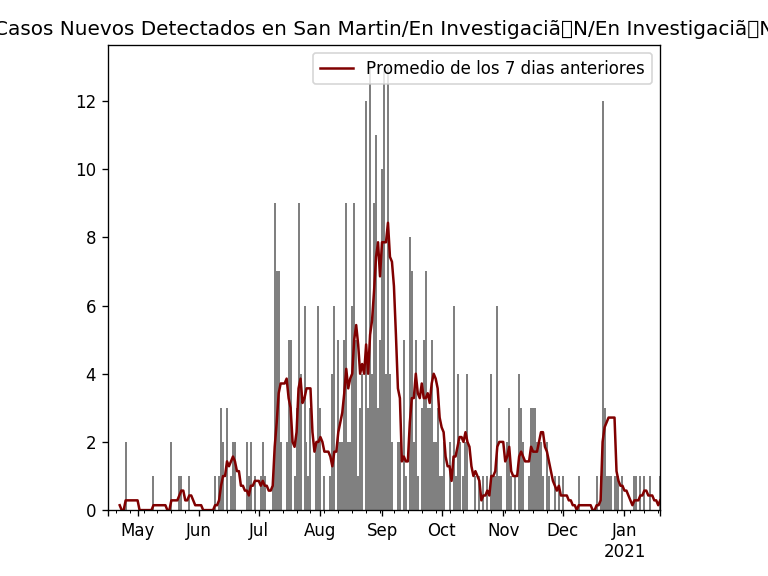 Casos Nuevos Detectados en San Martin/En Investigaciã�N/En Investigaciã�N
Promedio de los 7 dias anteriores
12
10
8
6
4
2
0
May Jun Jul Aug Sep Oct Nov Dec Jan
2021